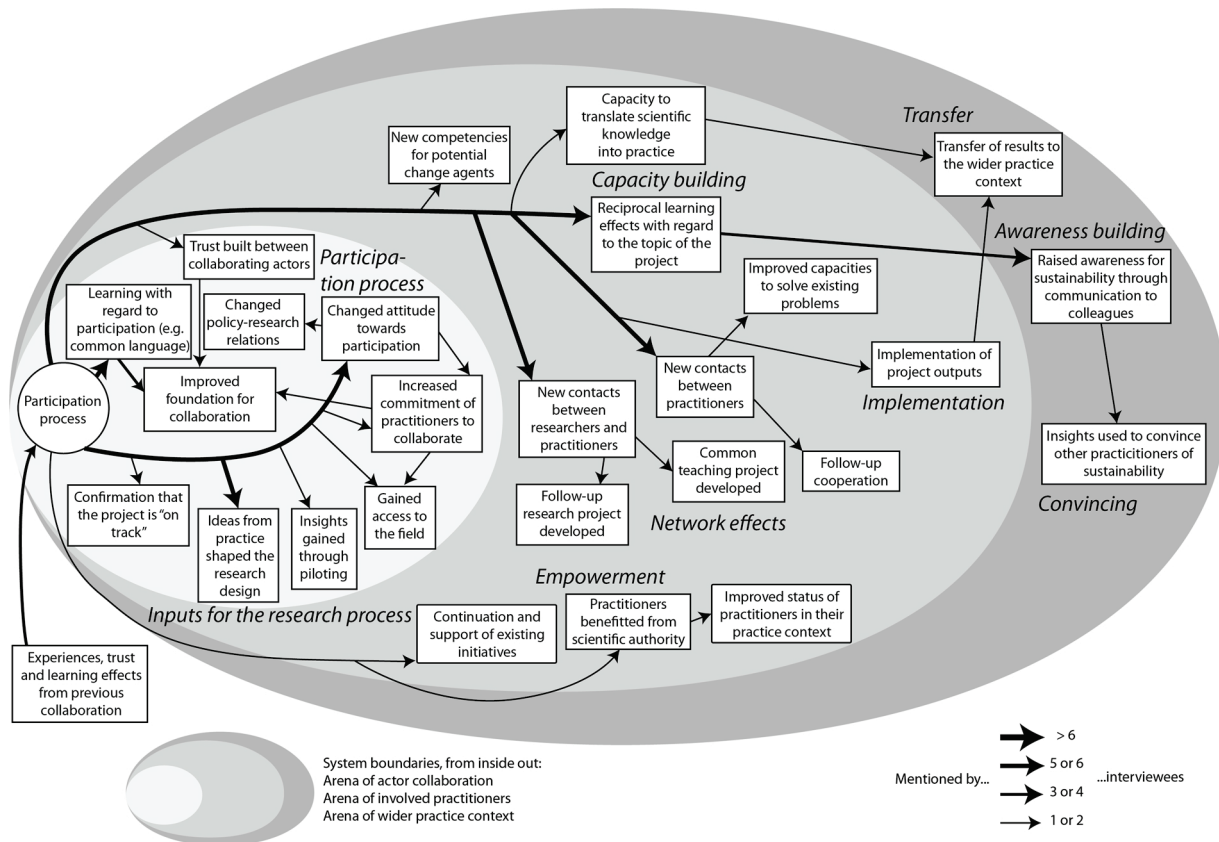 Capacity to
translate scientific
knowledge
into practice
Transfer
Transfer of results to
the wider practice
context
New competencies
for potential
change agents
Capacity building
Reciprocal learning
effects with regard
to the topic of the
project
Awareness building
Raised awareness for
sustainability through
communication to
colleagues
Trust built between
collaborating actors
Participa-
tion process
Improved capacities
to solve existing
problems
Learning with
regard to
participation (e.g.
common language)
Changed
policy-research
relations
Changed attitude
towards
participation
Participation
process
Improved
foundation for
collaboration
Increased
commitment of
practitioners to
collaborate
New contacts
between
researchers and
practitioners
New contacts
between
practitioners
Implementation of
project outputs
Implementation
Insights used to convince
other practicitioners of
sustainability
Convincing
Common
teaching project
developed
Follow-up
cooperation
Confirmation that
the project is “on
track”
Ideas from
practice
shaped the
research
design
Insights
gained
through
piloting
Gained
access to
the field
Follow-up
research project
developed
Network effects
Inputs for the research process
Empowerment
Continuation and
support of existing
initiatives
Practitioners
benefitted from
scientific authority
Improved status of
practitioners in their
practice context
Experiences, trust
and learning effects
from previous
collaboration
System boundaries, from inside out:
Arena of actor collaboration
Arena of involved practitioners
Arena of wider practice context
Mentioned by...
> 6
5 or 6
3 or 4
1 or 2
...interviewees